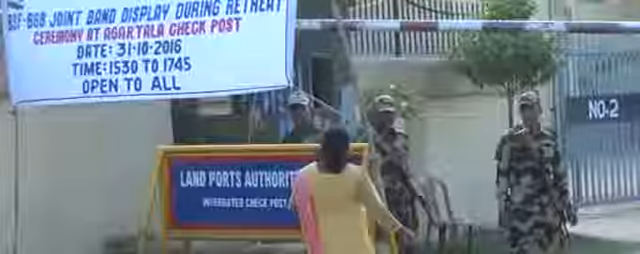 BSF-BGB JOINT BAND DISPLAY DURING RETREAT
CEREMONY AT AGARTALA CHECK POST
DATE: 31-10-2016
TIME:1530 TO 1745
OPEN TO ALL
LAND PORTS AUTHORIT
INTEGRATED CHECK POST
NO-2